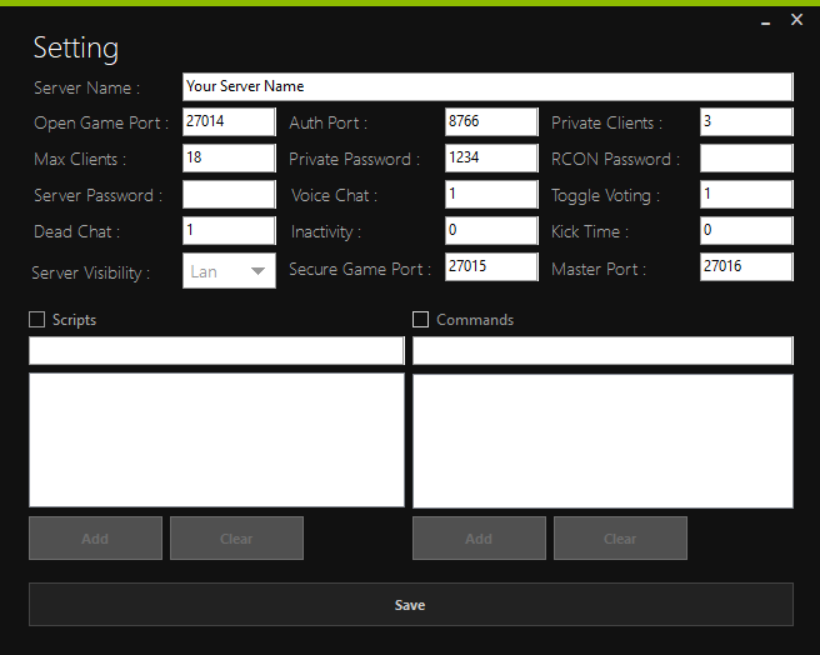 Setting
Server Name : Your Server Name
Open Game Port : 27014 Auth Port : 8766 Private Clients : 3
Max Clients : 18 Private Password : 1234 RCON Password :
Server Password : Voice Chat : 1 Toggle Voting : 1
Dead Chat : 1 Inactivity : 0 Kick Time : 0
Server Visibility : Lan Secure Game Port : 27015 Master Port : 27016
Scripts Commands
Add Clear Add Clear
Save